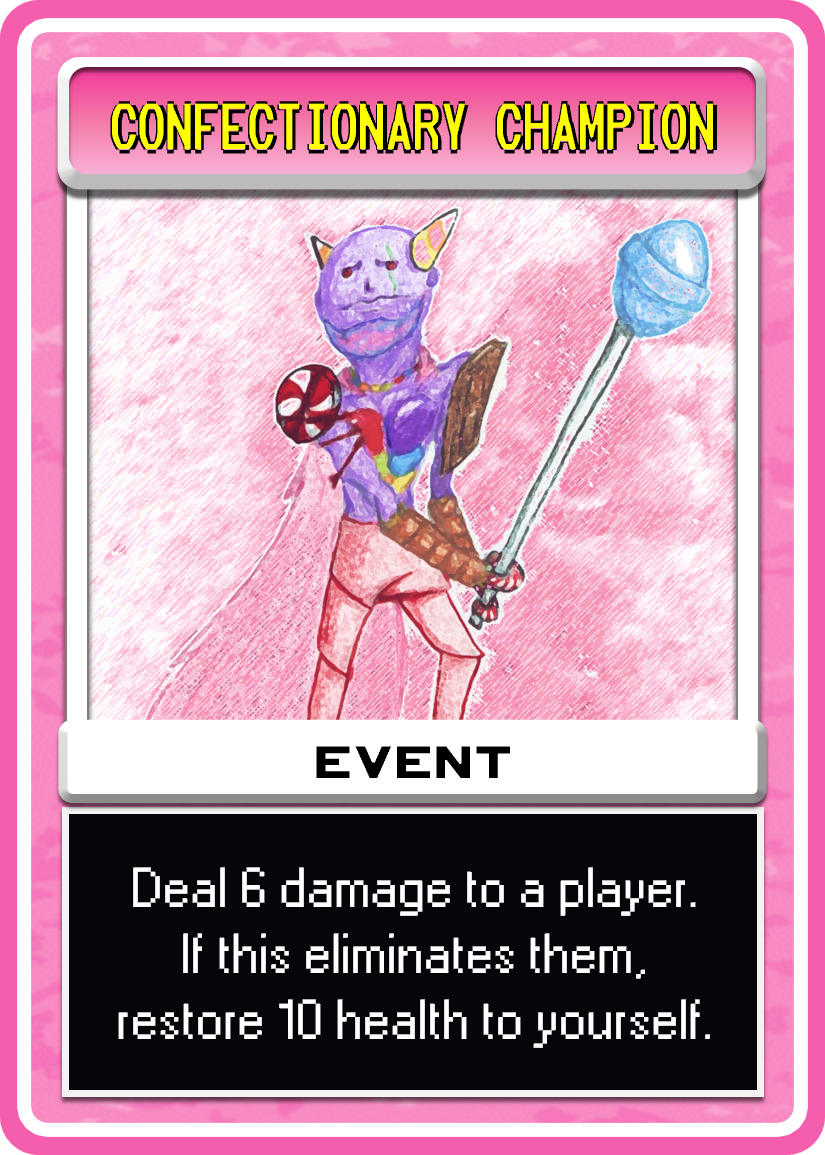 CONFECTIONARY CHAMPION
EVENT
Deal 6 damage to a player.
If this eliminates them,
restore 10 health to yourself.